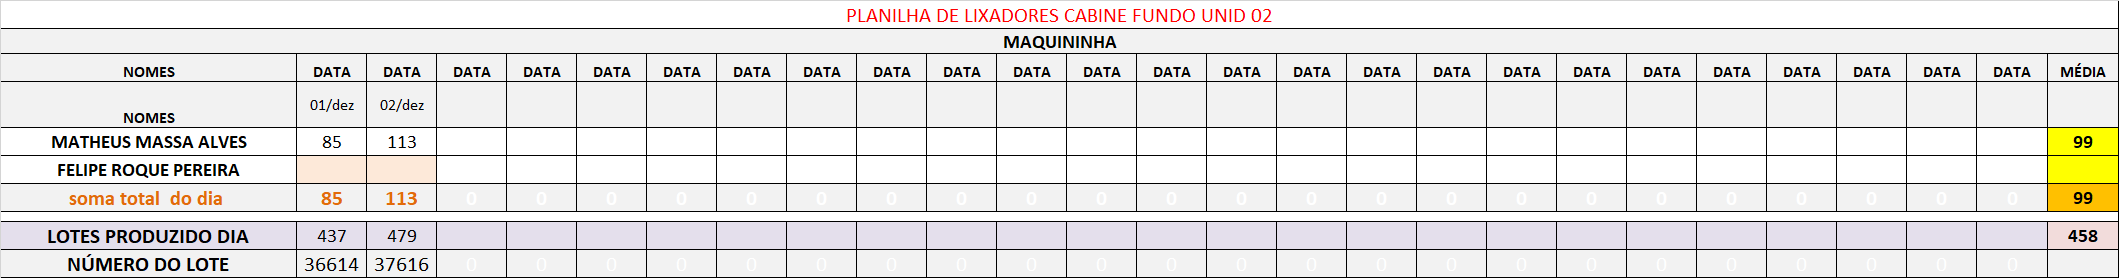 PLANILHA DE LIXADORES CABINE FUNDO UNID 02
MAQUININHA
NOMES DATA DATA DATA DATA DATA DATA DATA DATA DATA DATA DATA DATA DATA DATA DATA DATA DATA DATA DATA DATA DATA DATA DATA DATA DATA MÉDIA
NOMES 01/dez 02/dez
MATHEUS MASSA ALVES 85 113 99
FELIPE ROQUE PEREIRA
soma total do dia 85 113 0 0 0 0 0 0 0 0 0 0 0 0 0 0 0 0 0 0 0 0 0 0 0 99
LOTES PRODUZIDO DIA 437 479 458
NÚMERO DO LOTE 36614 37616 0 0 0 0 0 0 0 0 0 0 0 0 0 0 0 0 0 0 0 0 0 0 0